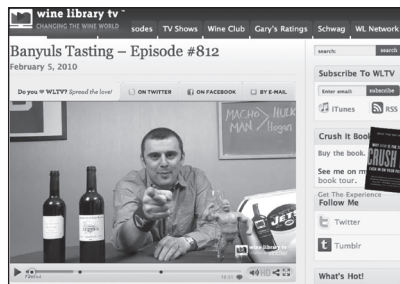 wine library tv™
CHANGING THE WINE WORLD
sodes TV Shows Wine Club Gary's Ratings Schwag WL Network
Banyuls Tasting – Episode #812
February 5, 2010
search: search
Subscribe To WLTV
Do you ♥ WLTV? Spread the love! ON TWITTER ON FACEBOOK BY E-MAIL
Enter email: subscribe
iTunes RSS
MACHO HULK
MAN Hogan
Crush It Book
Buy the book.
CRUSH
See me on m
book tour.
Get The Experience
Follow Me
JETS
Twitter
wine library tv
Tumblr
HD
What's Hot!